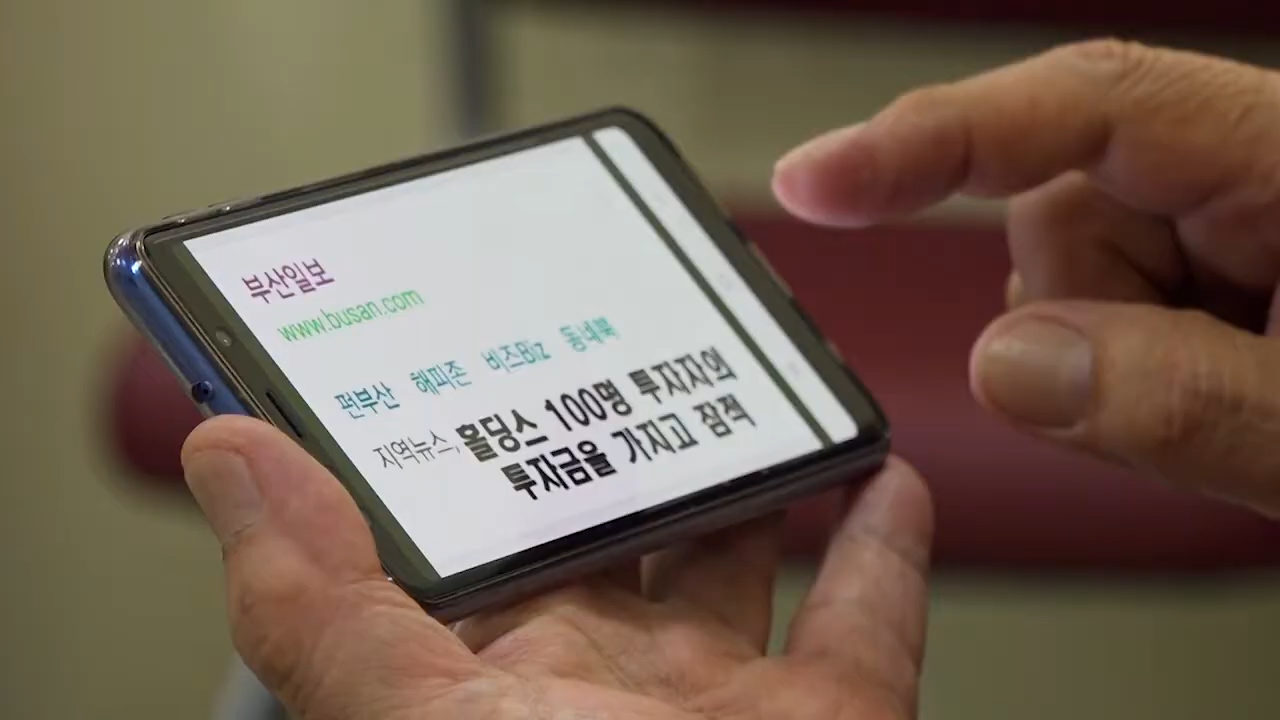 부산일보
www.busan.com
펀부산 해피존 비즈Biz 동네북
지역뉴스, 홀딩스 100명 투자자의
투자금을 가지고 잠적